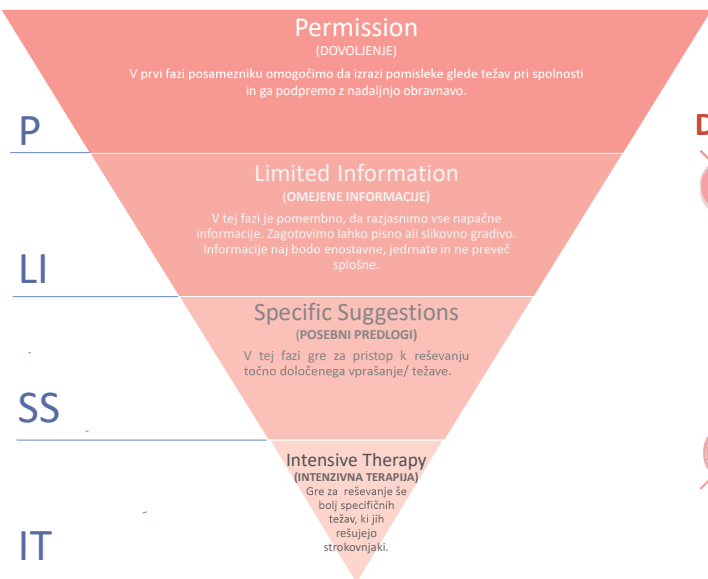 Permission
(DOVOLJENJE)
V prvi fazi posamezniku omogočimo da izrazi pomisleke glede težav pri spolnosti
in ga podpremo z nadaljnjo obravnavo.
P
D
Limited Information
(OMEJENE INFORMACIJE)
V tej fazi je pomembno, da razjasnimo vse napačne
informacije. Zagotovimo lahko pisno ali slikovno gradivo.
Informacije naj bodo enostavne, jedrnate in ne preveč
splošne.
LI
Specific Suggestions
(POSEBNI PREDLOGI)
V tej fazi gre za pristop k reševanju
točno določenega vprašanje/ težave.
SS
Intensive Therapy
(INTENZIVNA TERAPIJA)
Gre za reševanje še
bolj specifičnih
težav, ki jih
rešujejo
strokovnjaki.
IT